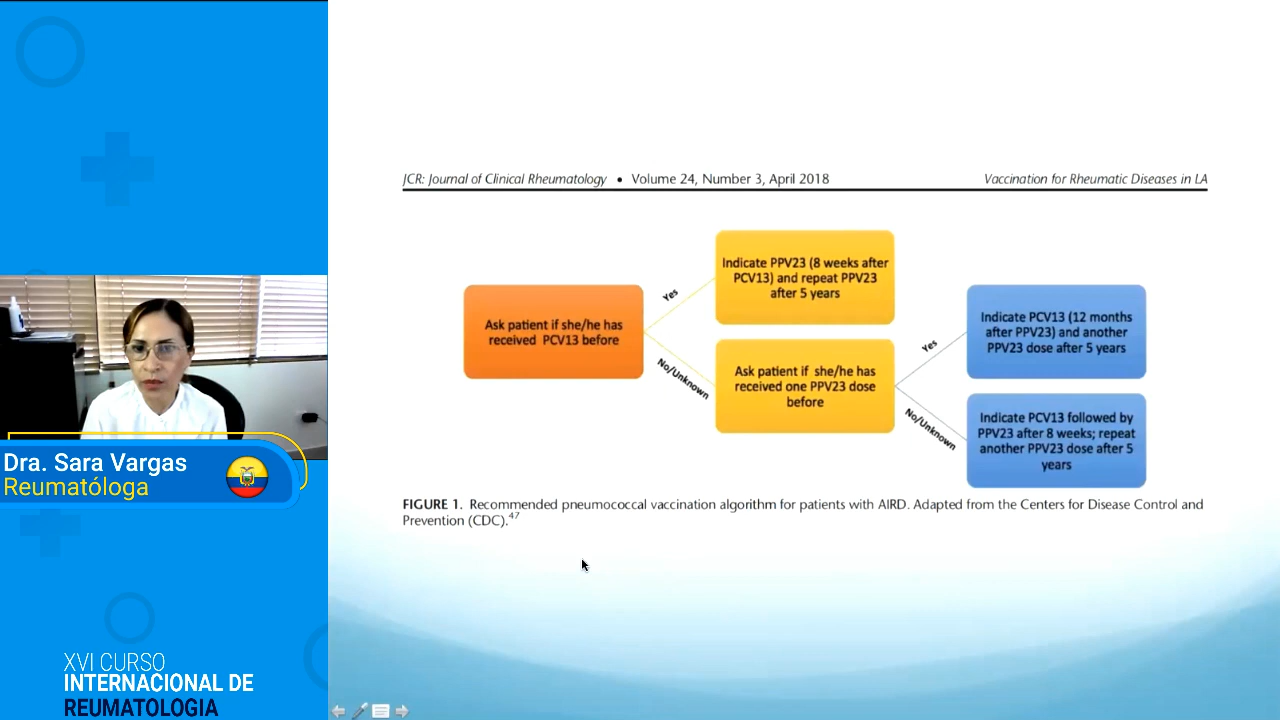 JCR: Journal of Clinical Rheumatology • Volume 24, Number 3, April 2018
Vaccination for Rheumatic Diseases in LA
Ask patient if she/he has
received PCV13 before
Yes
No/Unknown
Indicate PPV23 (8 weeks after
PCV13) and repeat PPV23
after 5 years
Ask patient if she/he has
received one PPV23 dose
before
Yes
No/Unknown
Indicate PCV13 (12 months
after PPV23) and another
PPV23 dose after 5 years
Indicate PCV13 followed by
PPV23 after 8 weeks; repeat
another PPV23 dose after 5
years
FIGURE 1. Recommended pneumococcal vaccination algorithm for patients with AIRD. Adapted from the Centers for Disease Control and
Prevention (CDC).47
Dra. Sara Vargas
Reumatóloga
XVI CURSO
INTERNACIONAL DE
REUMATOLOGIA